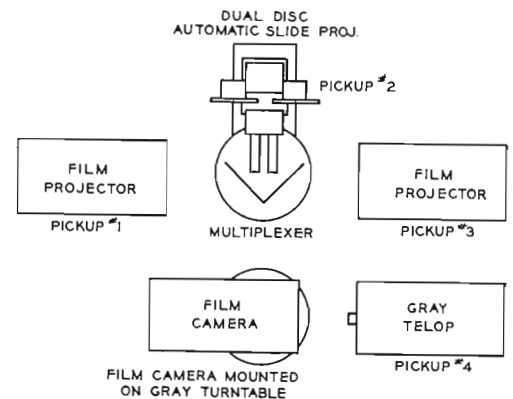 DUAL DISC
AUTOMATIC SLIDE PROJ.
PICKUP #2
FILM
PROJECTOR
PICKUP #1
MULTIPLEXER
FILM
PROJECTOR
PICKUP #3
FILM
CAMERA
FILM CAMERA MOUNTED
ON GRAY TURNTABLE
GRAY
TELOP
PICKUP #4